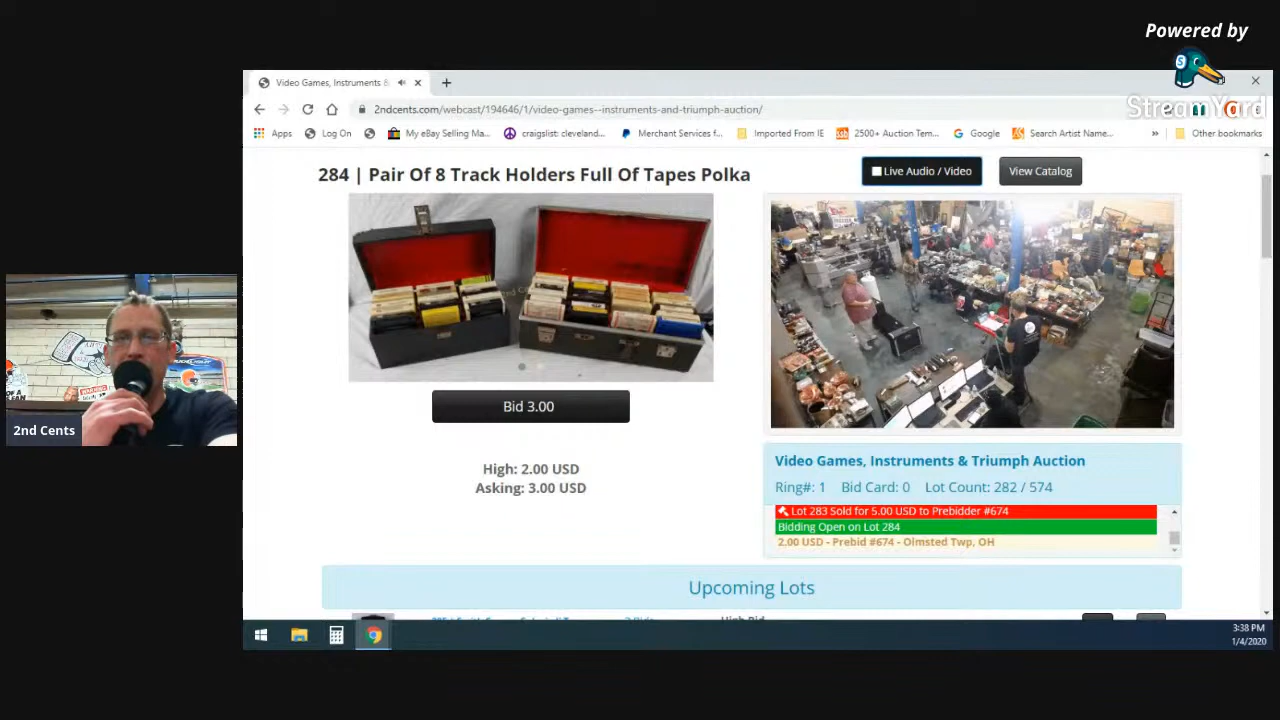 Powered by
StreamYard
Video Games, Instruments &
2ndcents.com/webcast/194646/1/video-games--instruments-and-triumph-auction/
Apps
Log On
My eBay Selling Ma...
craigslist: cleveland...
Merchant Services f...
Imported From IE
2500+ Auction Tem...
Google
Search Artist Name...
»
Other bookmarks
284 | Pair Of 8 Track Holders Full Of Tapes Polka
Live Audio / Video
View Catalog
Bid 3.00
High: 2.00 USD
Asking: 3.00 USD
2nd Cents
Video Games, Instruments & Triumph Auction
Ring#: 1 Bid Card: 0 Lot Count: 282 / 574
Lot 283 Sold for 5.00 USD to Prebidder #674
Bidding Open on Lot 284
2.00 USD - Prebid #674 - Olmsted Twp, OH
Upcoming Lots
3:38 PM
1/4/2020